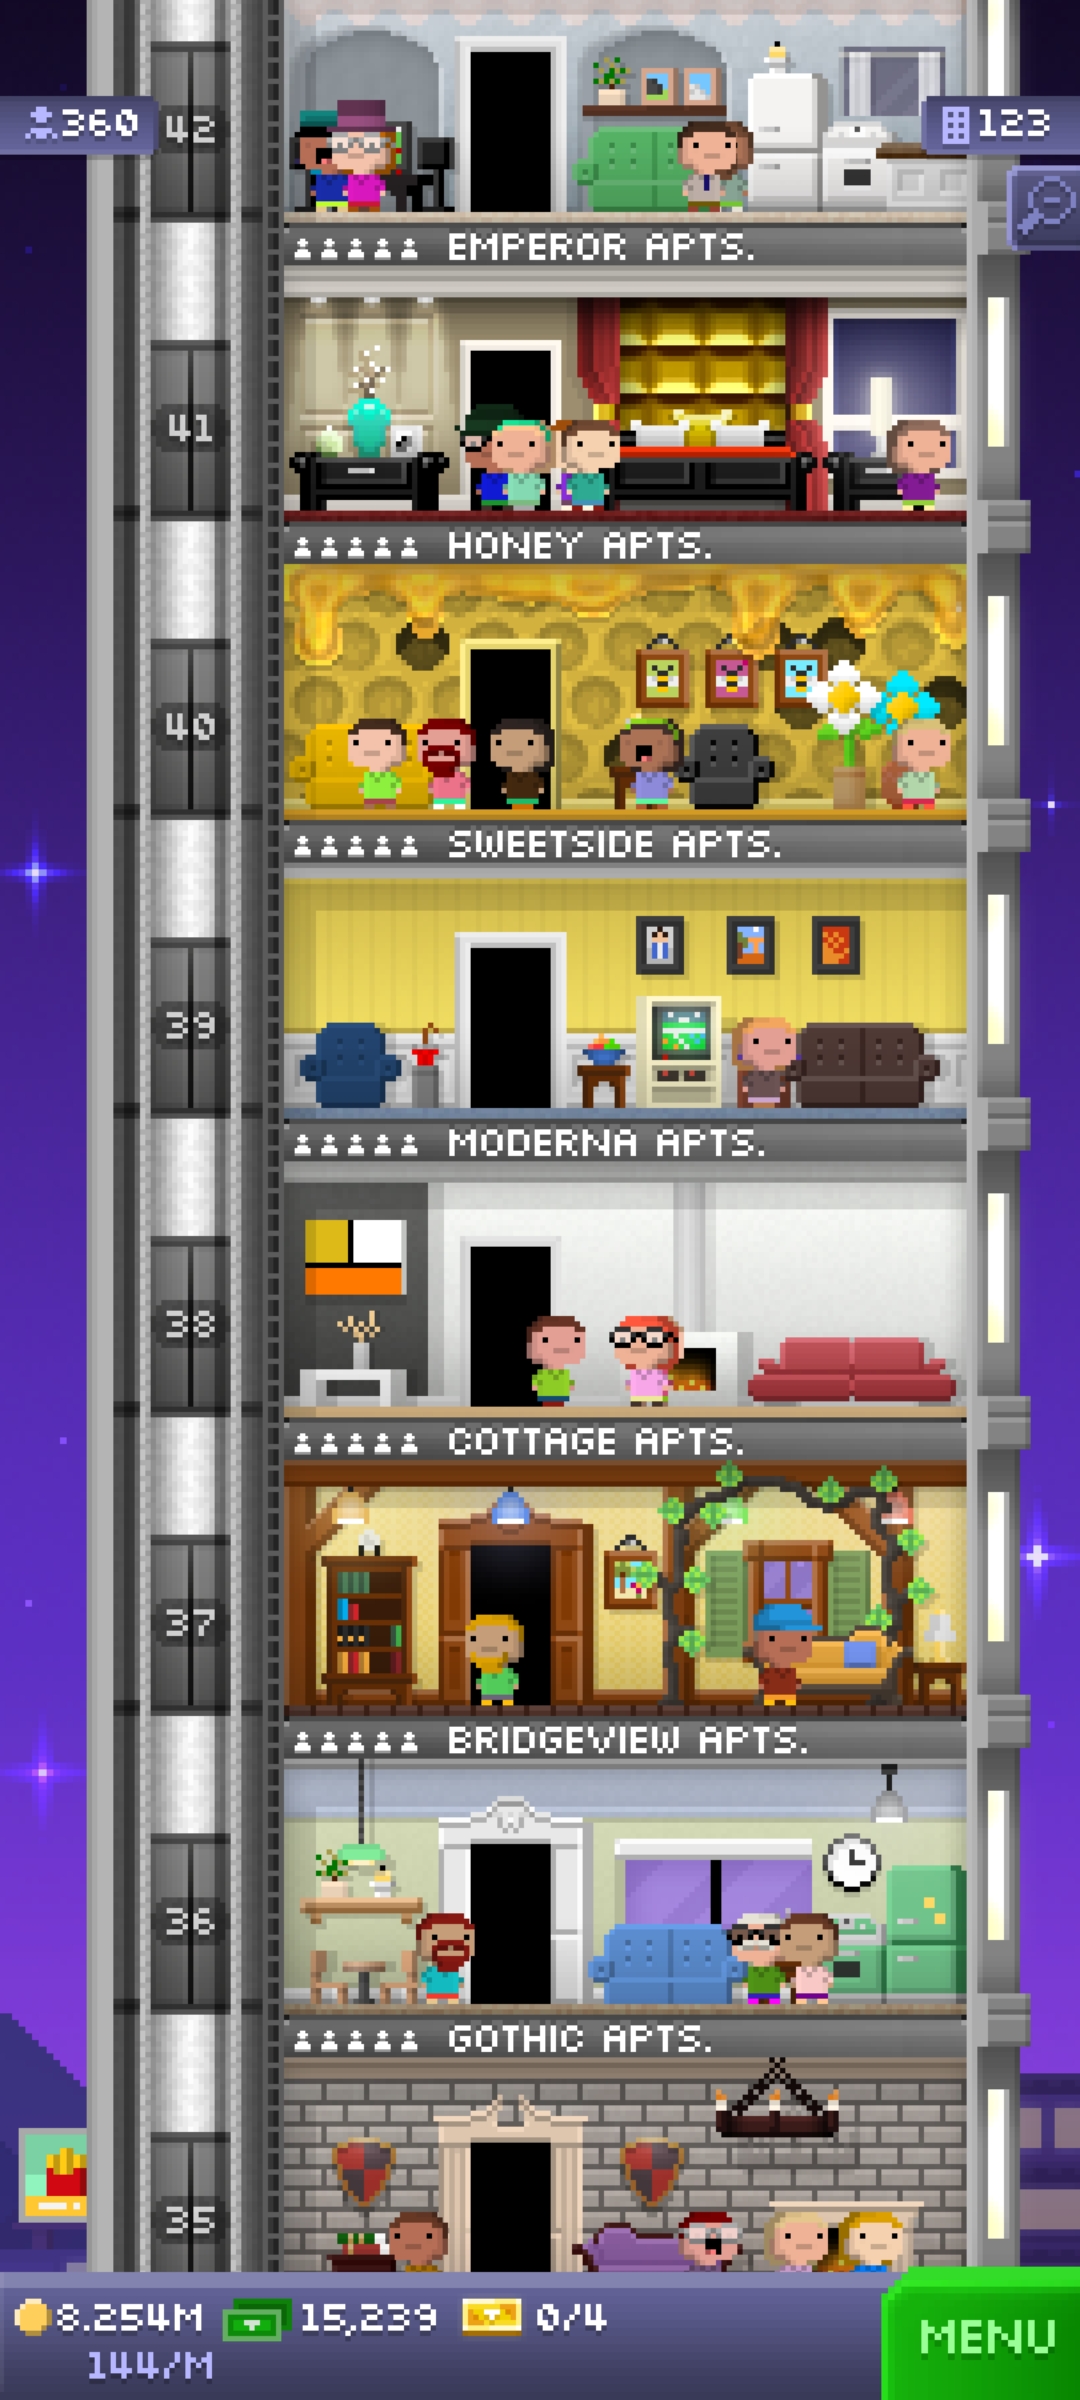 360
42
123
EMPEROR APTS.
41
HONEY APTS.
40
SWEETSIDE APTS.
39
MODERNA APTS.
38
COTTAGE APTS.
37
BRIDGEVIEW APTS.
36
GOTHIC APTS.
35
8.254M 15,239 0/4
144/M
MENU